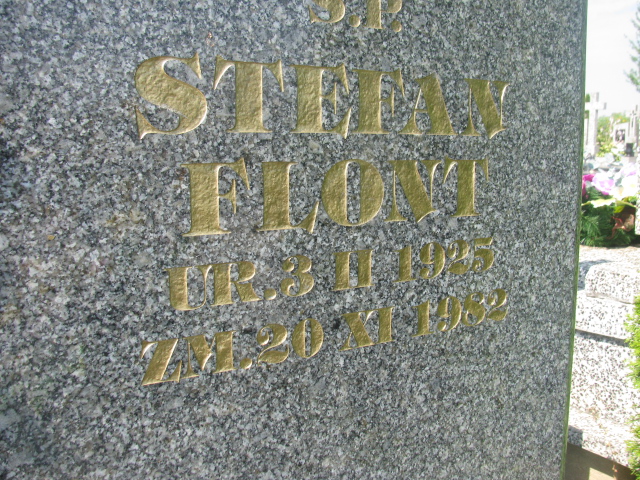 Ś.P.
STEFAN
FLONT
UR.3 II 1925
ZM.20 XI 1982